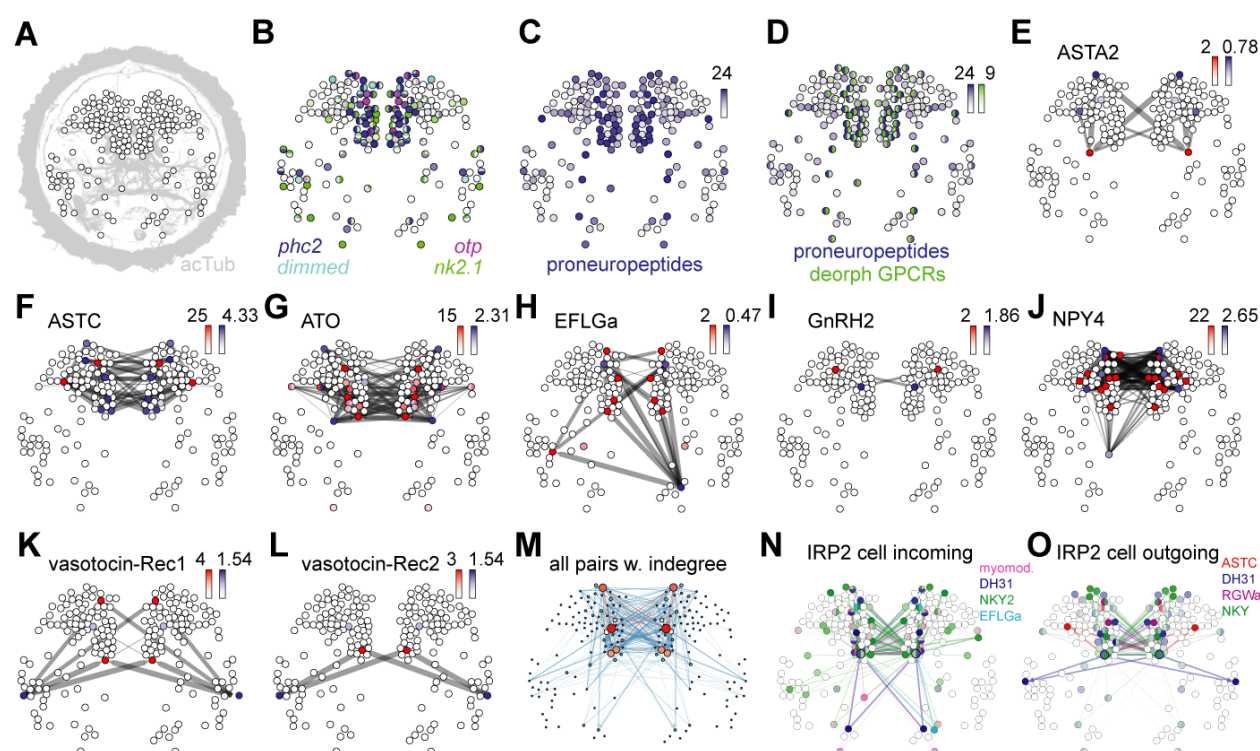 A
acTub
B
phc2
otp
dimmed
nk2.1
C
24
proneuropeptides
D
24 9
proneuropeptides
deorph GPCRs
E
ASTA2
2 0.78
F
ASTC
25 4.33
G
ATO
15 2.31
H
EFLGa
2 0.47
I
GnRH2
2 1.86
J
NPY4
22 2.65
K
vasotocin-Rec1
4 1.54
L
vasotocin-Rec2
3 1.54
M
all pairs w. indegree
N
IRP2 cell incoming
myomod.
DH31
NKY2
EFLGa
O
IRP2 cell outgoing
ASTC
DH31
RGWa
NKY